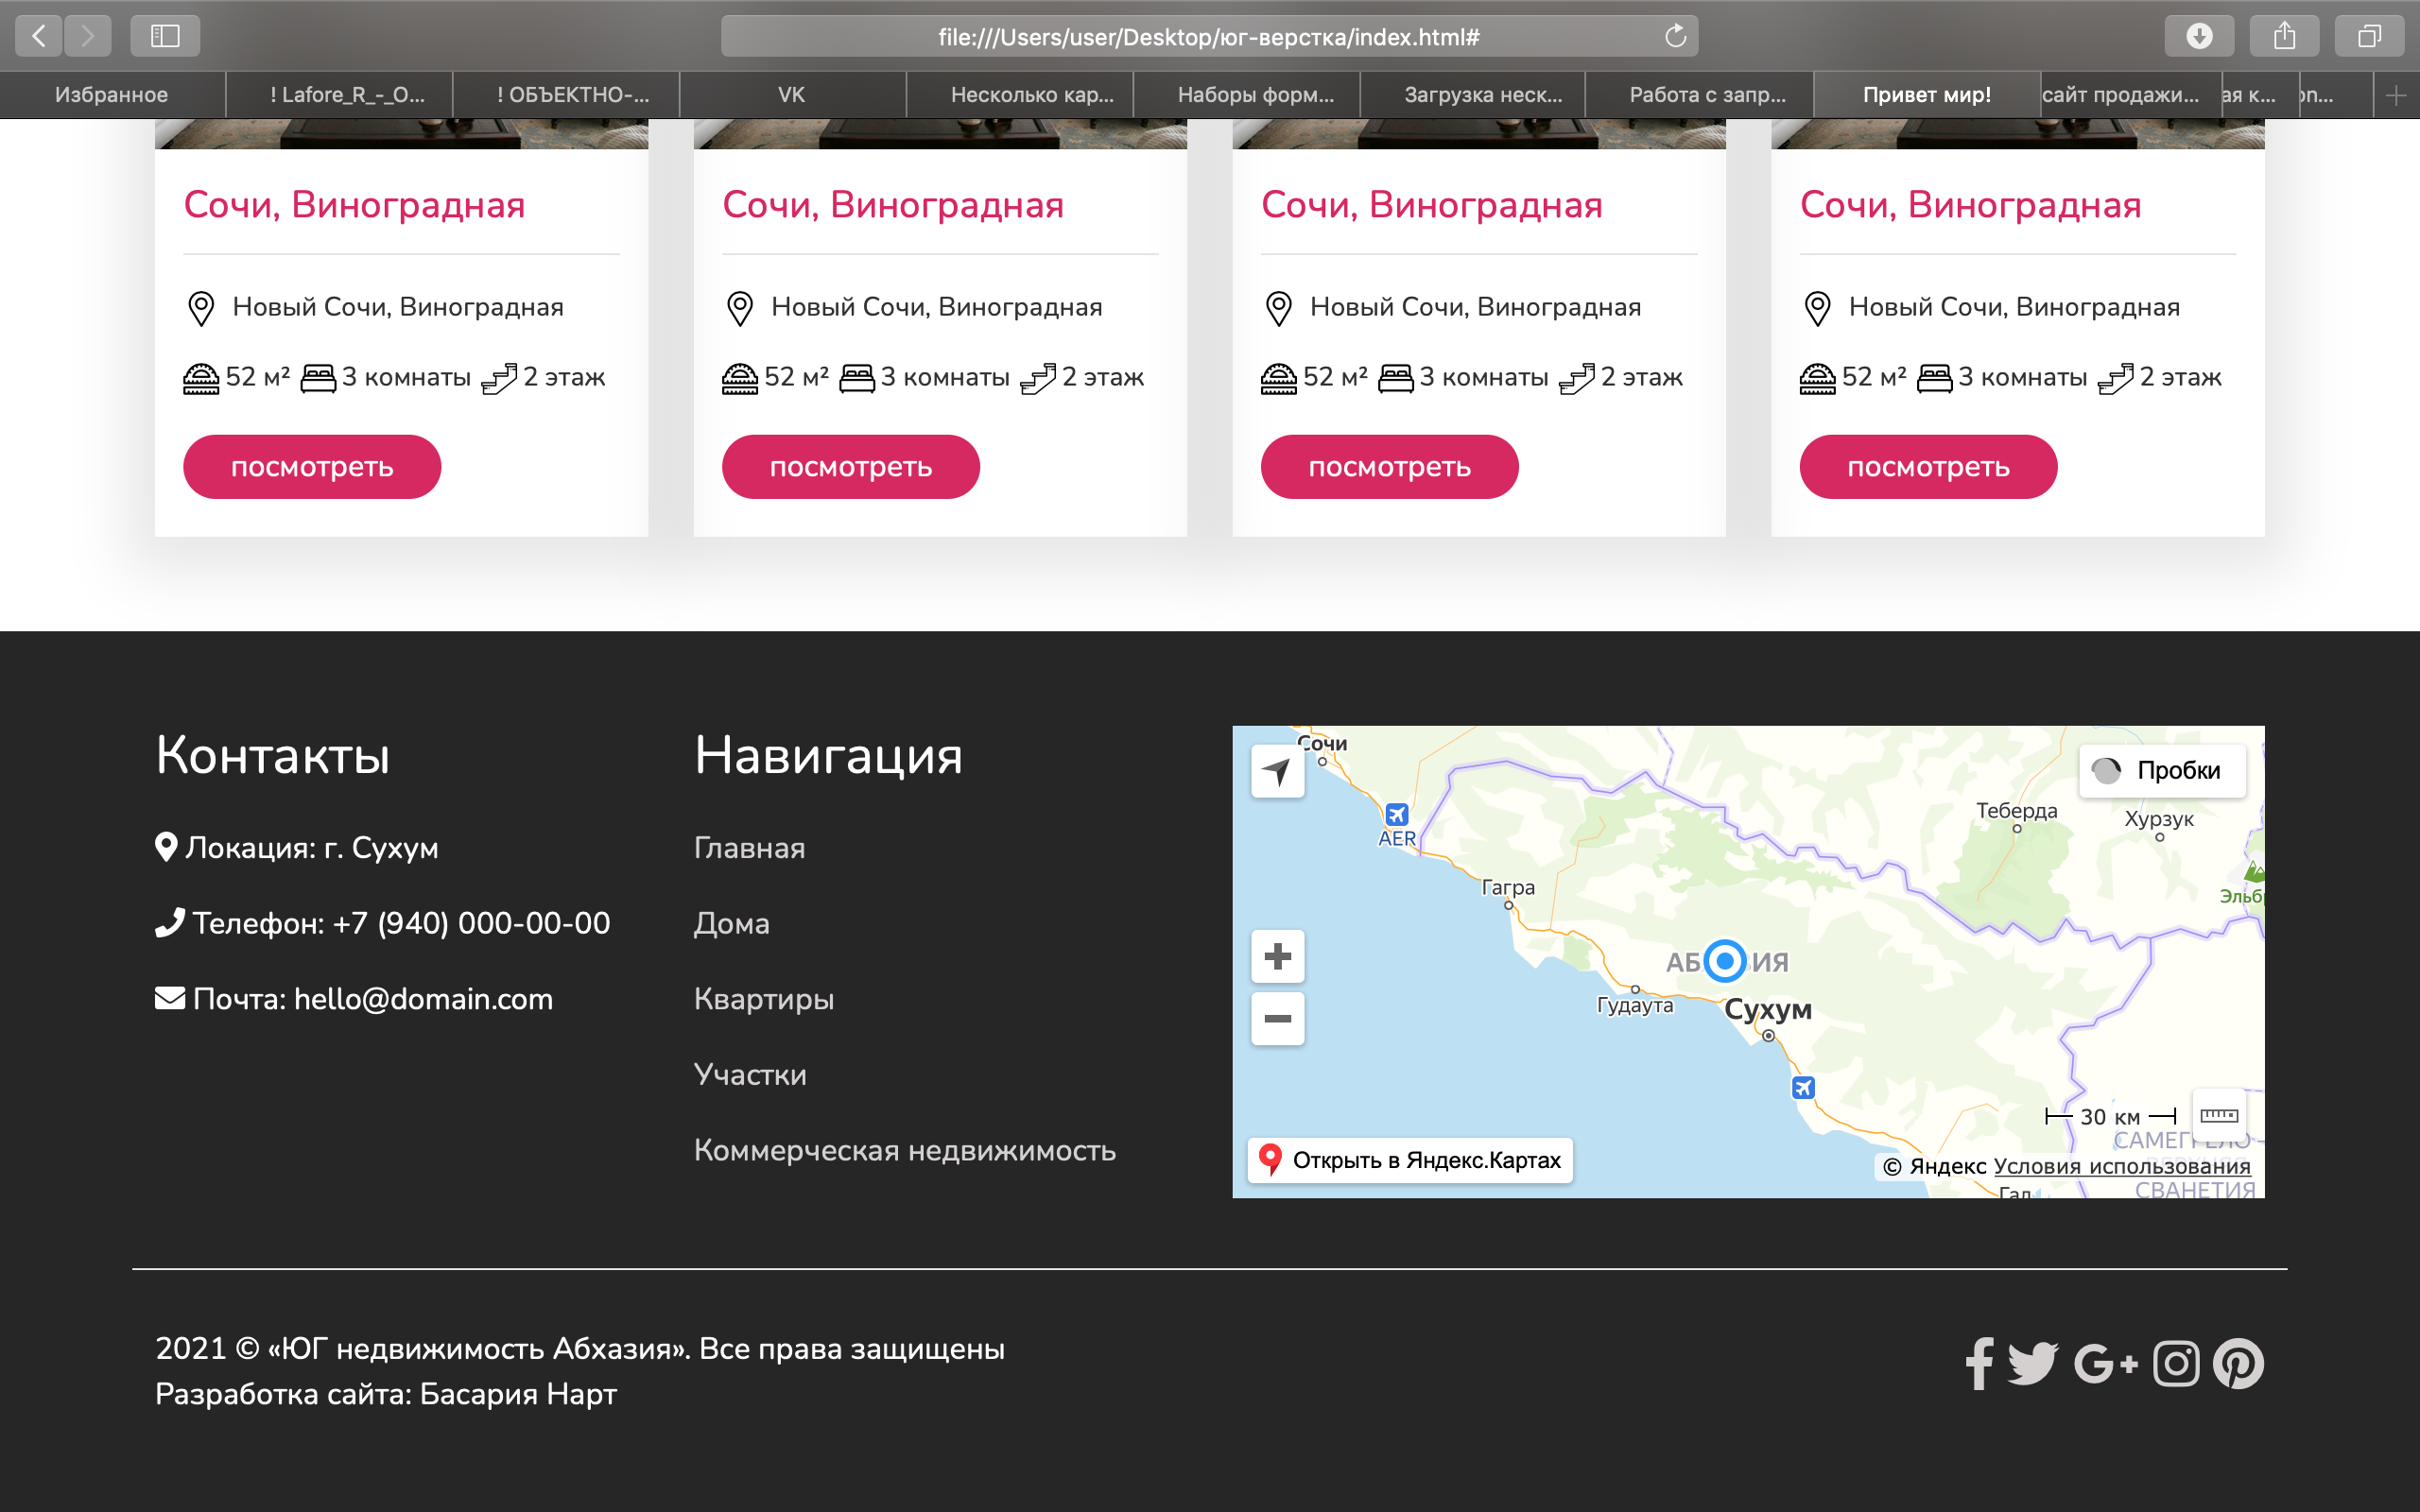 file:///Users/user/Desktop/юг-верстка/index.html#
Избранное
! Lafore_R_-_O...
! ОБЪЕКТНО-...
VK
Несколько кар...
Наборы форм...
Загрузка неск...
Работа с запр...
Привет мир!
сайт продажи...
ая к...
on...
Сочи, Виноградная
Сочи, Виноградная
Сочи, Виноградная
Сочи, Виноградная
Новый Сочи, Виноградная
Новый Сочи, Виноградная
Новый Сочи, Виноградная
Новый Сочи, Виноградная
52 м² 3 комнаты 2 этаж
52 м² 3 комнаты 2 этаж
52 м² 3 комнаты 2 этаж
52 м² 3 комнаты 2 этаж
посмотреть
посмотреть
посмотреть
посмотреть
Контакты
Локация: г. Сухум
Телефон: +7 (940) 000-00-00
Почта: hello@domain.com
Навигация
Главная
Дома
Квартиры
Участки
Коммерческая недвижимость
Сочи
Пробки
Теберда
Хурзук
AER
Гагра
Эльбр
АБ ИЯ
Гудаута
Сухум
30 км
САМЕГРЕЛО-
ВЕРХНЯЯ
СВАНЕТИЯ
Открыть в Яндекс.Картах
© Яндекс Условия использования
Гал
2021 © «ЮГ недвижимость Абхазия». Все права защищены
Разработка сайта: Басария Нарт